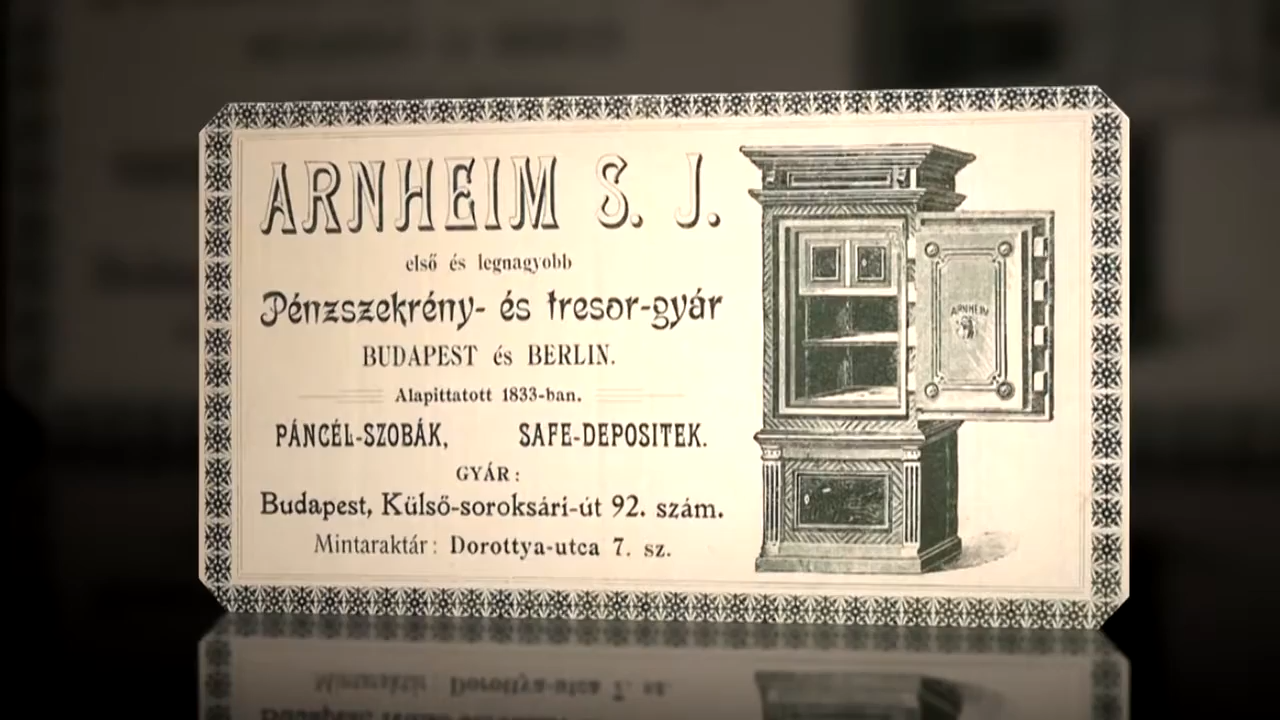 ARNHEIM S. J.
első és legnagyobb
Pénzszekrény- és tresor-gyár
BUDAPEST és BERLIN.
Alapittatott 1833-ban.
PÁNCÉL-SZOBÁK, SAFE-DEPOSITEK.
GYÁR:
Budapest, Külső-soroksári-út 92. szám.
Mintaraktár: Dorottya-utca 7. sz.
ARNHEIM